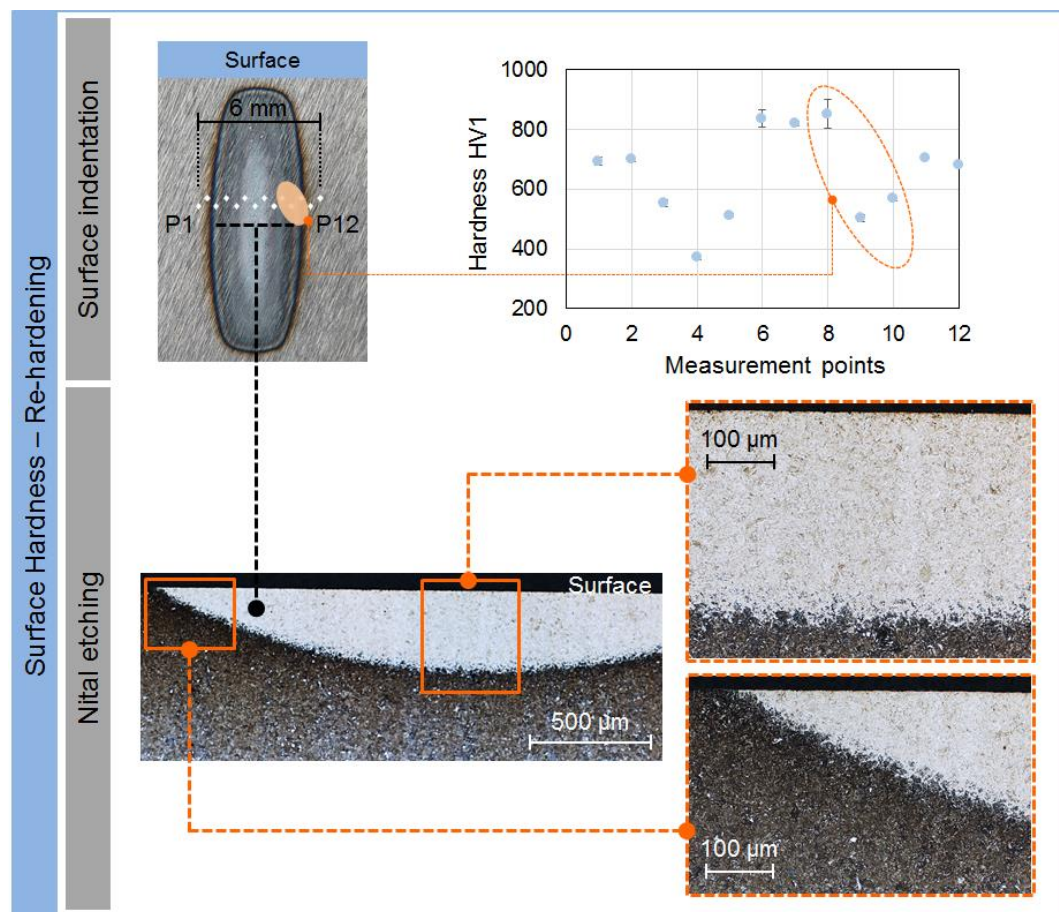 Surface Hardness – Re-hardening
Surface indentation
Surface
6 mm
P1
P12
Hardness HV1
1000
800
600
400
200
0
2
4
6
8
10
12
Measurement points
Nital etching
Surface
500 µm
100 µm
100 µm